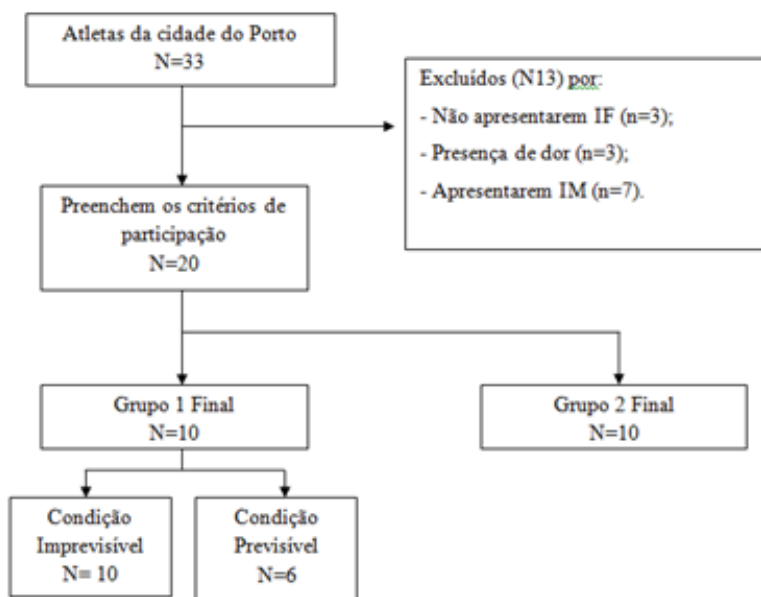 Atletas da cidade do Porto
N=33
Excluídos (N13) por:
- Não apresentarem IF (n=3);
- Presença de dor (n=3);
- Apresentarem IM (n=7).
Preenchem os critérios de
participação
N=20
Grupo 1 Final
N=10
Grupo 2 Final
N=10
Condição
Imprevisível
N= 10
Condição
Previsível
N=6